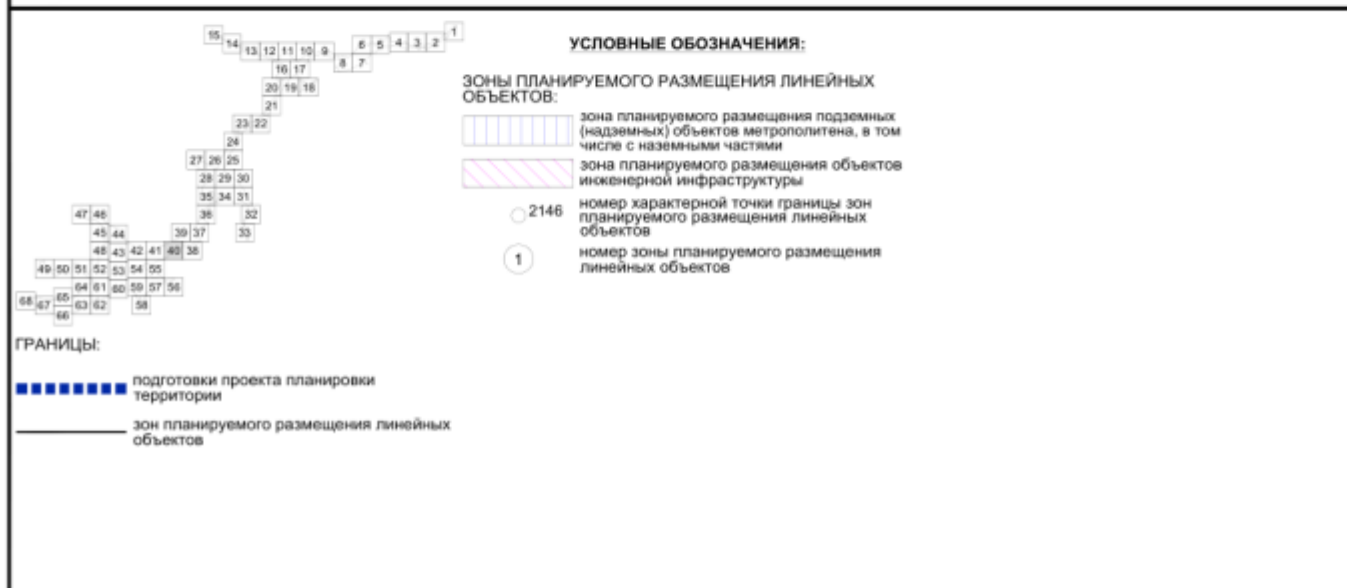 1
15 14 13 12 11 10 9 8 7 6 5 4 3 2
16 17
20 19 18
21
23 22
24
27 26 25
28 29 30
35 34 31
47 46 36 32
45 44 39 37 33
48 43 42 41 40 38
49 50 51 52 53 54 55
64 61 60 59 57 56
68 67 65 63 62 58
66
УСЛОВНЫЕ ОБОЗНАЧЕНИЯ:
ЗОНЫ ПЛАНИРУЕМОГО РАЗМЕЩЕНИЯ ЛИНЕЙНЫХ
ОБЪЕКТОВ:
зона планируемого размещения подземных
(надземных) объектов метрополитена, в том
числе с наземными частями
зона планируемого размещения объектов
инженерной инфраструктуры
2146
номер характерной точки границы зон
планируемого размещения линейных
объектов
1
номер зоны планируемого размещения
линейных объектов
ГРАНИЦЫ:
подготовки проекта планировки
территории
зон планируемого размещения линейных
объектов